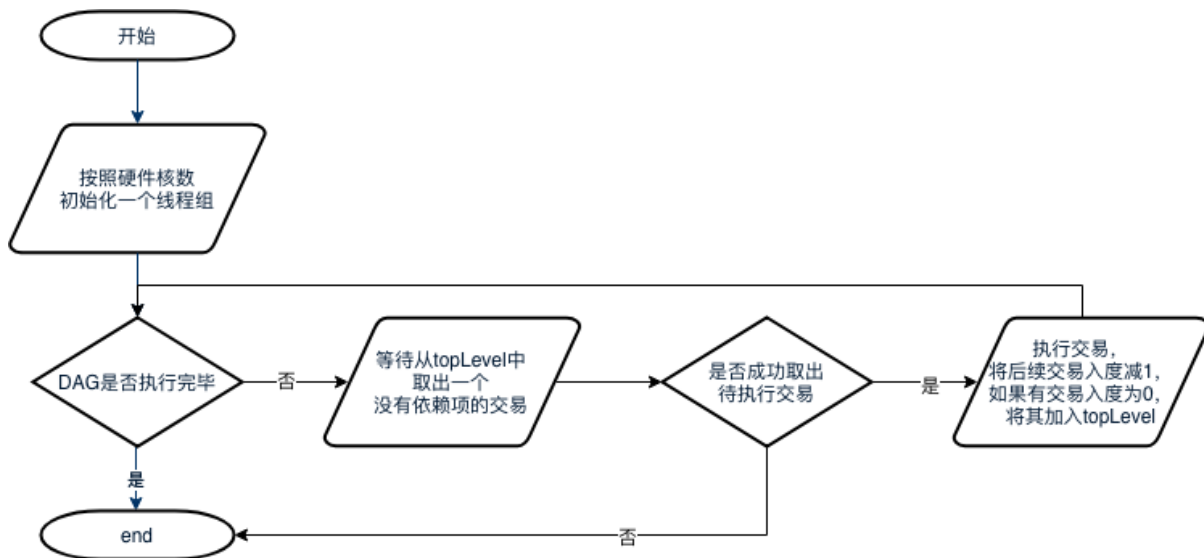 开始
按照硬件核数
初始化一个线程组
DAG是否执行完毕
否
等待从topLevel中
取出一个
没有依赖项的交易
是否成功取出
待执行交易
是
执行交易，
将后续交易入度减1，
如果有交易入度为0，
将其加入topLevel
是
end
否